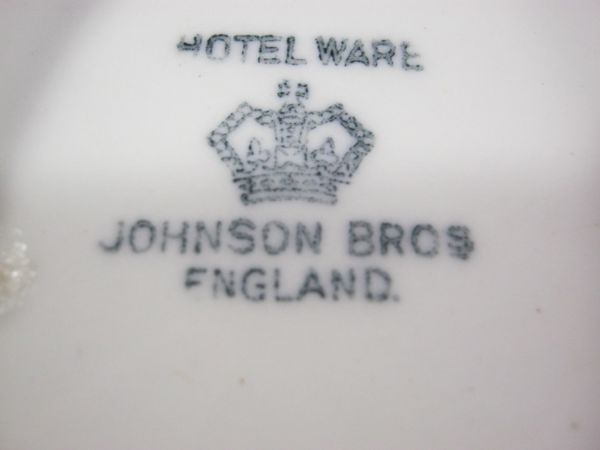 HOTEL WARE
JOHNSON BROS
ENGLAND.